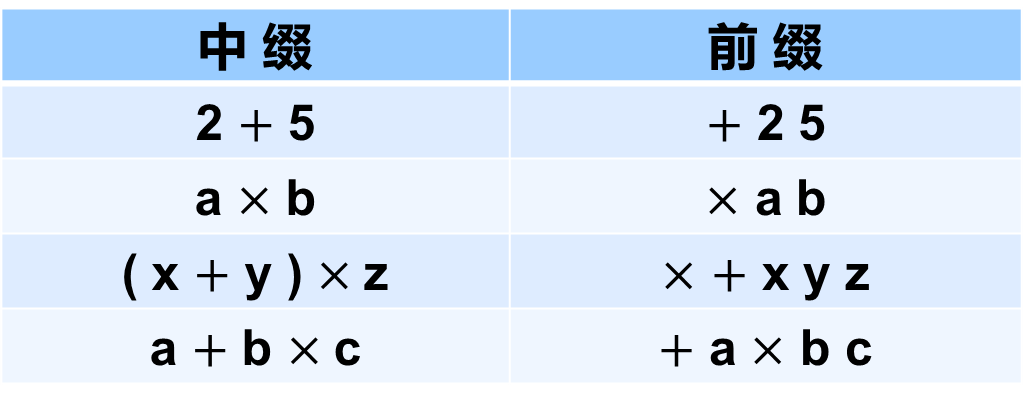 中 缀 前 缀
2 + 5 + 2 5
a × b × a b
( x + y ) × z × + x y z
a + b × c + a × b c